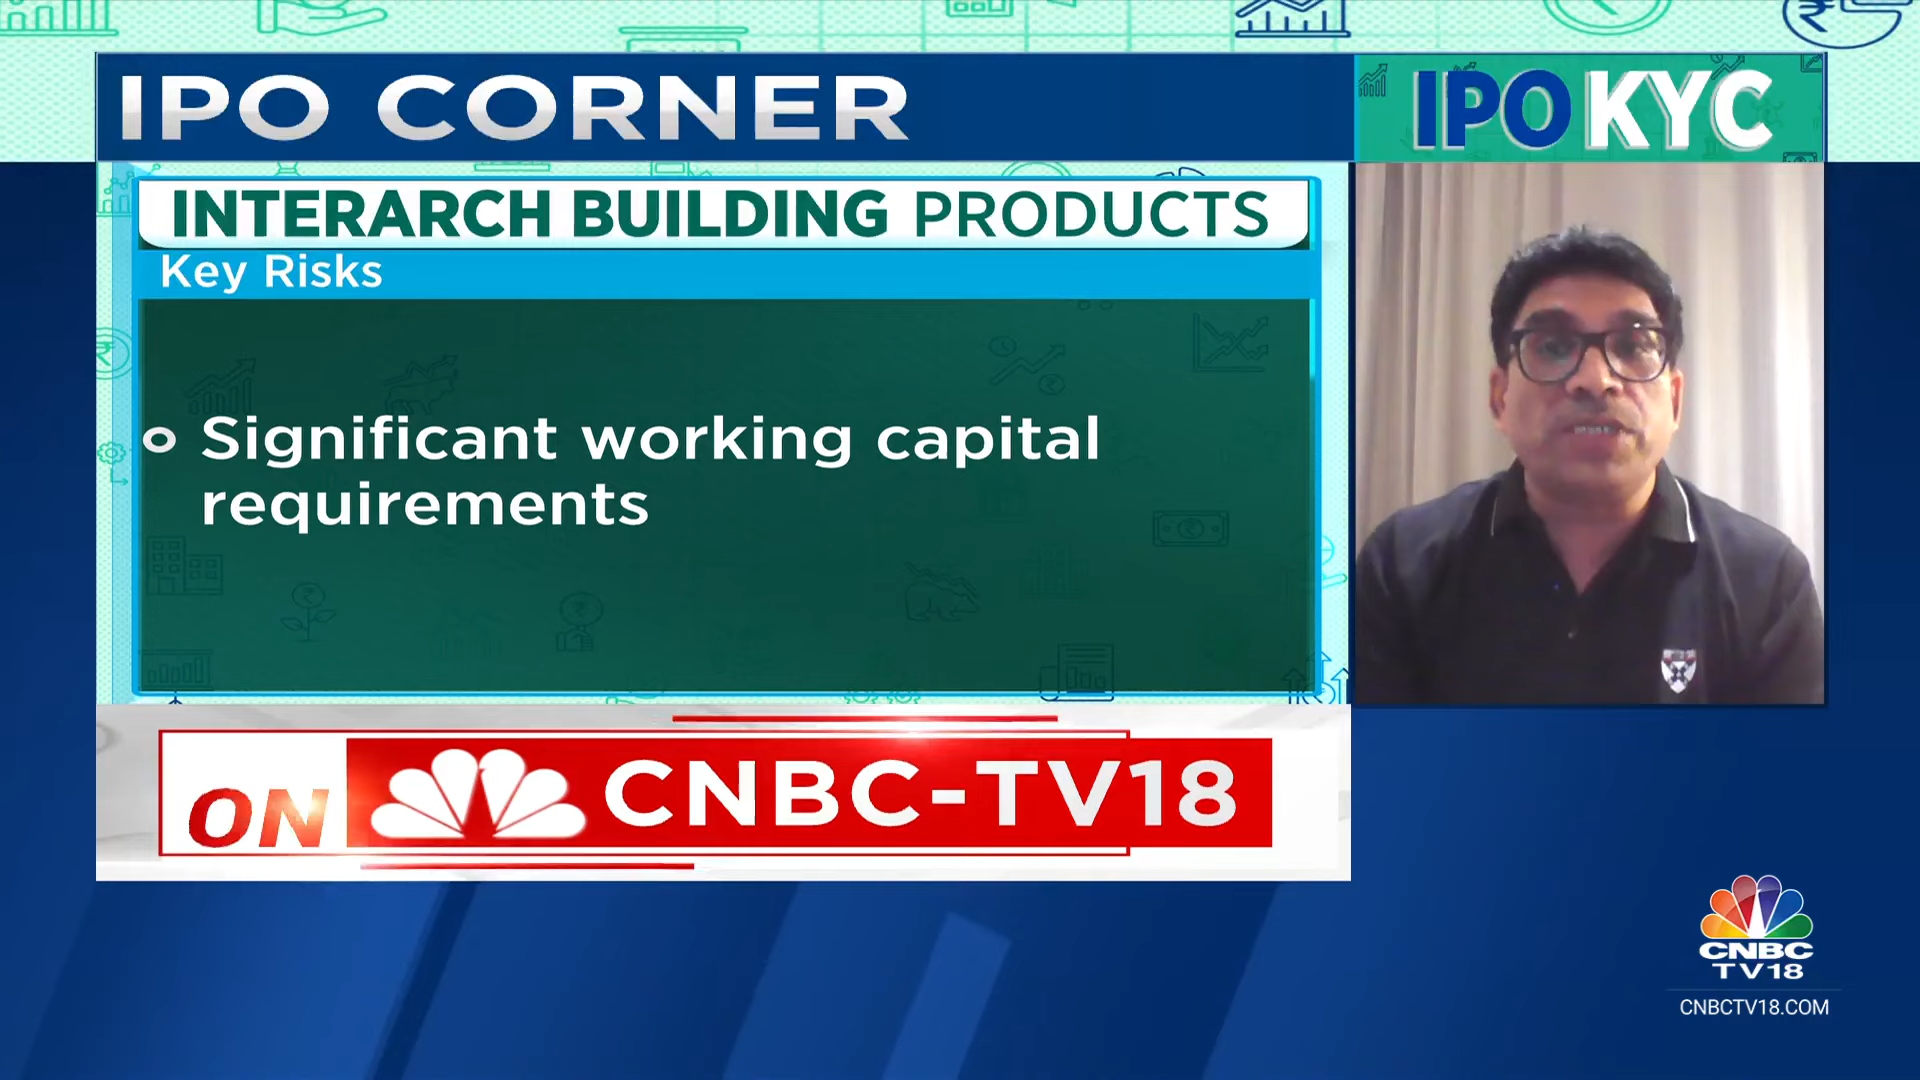 IPO CORNER
IPO KYC
INTERARCH BUILDING PRODUCTS
Key Risks
o Significant working capital
requirements
ON CNBC-TV18
CNBC
TV18
CNBCTV18.COM